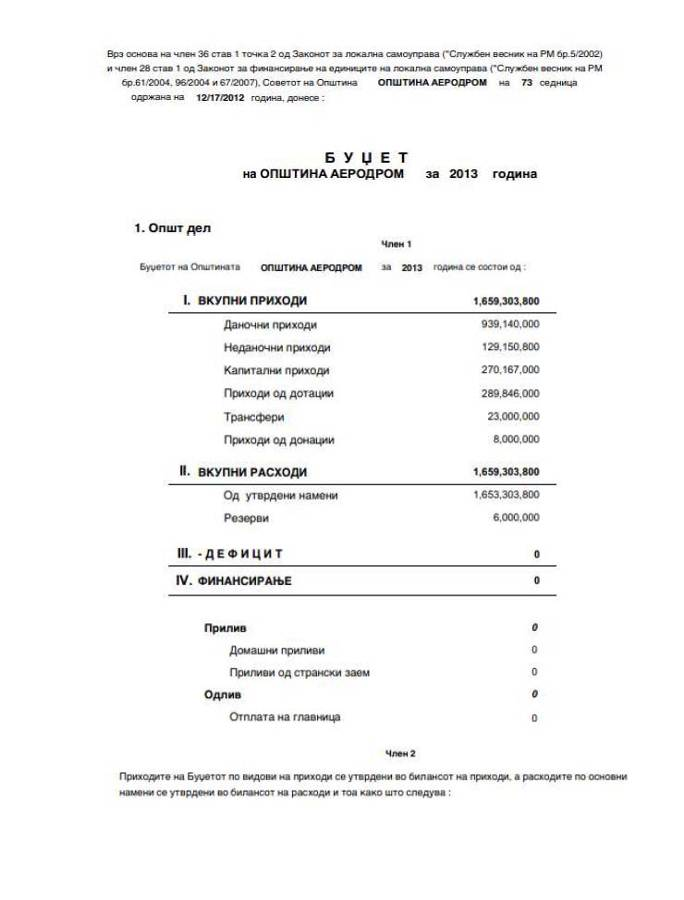 Врз основа на член 36 став 1 точка 2 од Законот за локална самоуправа ("Службен весник на РМ бр.5/2002)
и член 28 став 1 од Законот за финансирање на единиците на локална самоуправа ("Службен весник на РМ
бр.61/2004, 96/2004 и 67/2007), Советот на Општина ОПШТИНА АЕРОДРОМ на 73 седница
одржана на 12/17/2012 година, донесе :
Б У Џ Е Т
на ОПШТИНА АЕРОДРОМ за 2013 година
1. Општ дел
Член 1
Буџетот на Општината ОПШТИНА АЕРОДРОМ за 2013 година се состои од :
I. ВКУПНИ ПРИХОДИ 1,659,303,800
Даночни приходи 939,140,000
Неданочни приходи 129,150,800
Капитални приходи 270,167,000
Приходи од дотации 289,846,000
Трансфери 23,000,000
Приходи од донации 8,000,000
II. ВКУПНИ РАСХОДИ 1,659,303,800
Од утврдени намени 1,653,303,800
Резерви 6,000,000
III. - Д Е Ф И Ц И Т 0
IV. ФИНАНСИРАЊЕ 0
Прилив 0
Домашни приливи 0
Приливи од странски заем 0
Одлив 0
Отплата на главница 0
Член 2
Приходите на Буџетот по видови на приходи се утврдени во билансот на приходи, а расходите по основни
намени се утврдени во билансот на расходи и тоа како што следува :